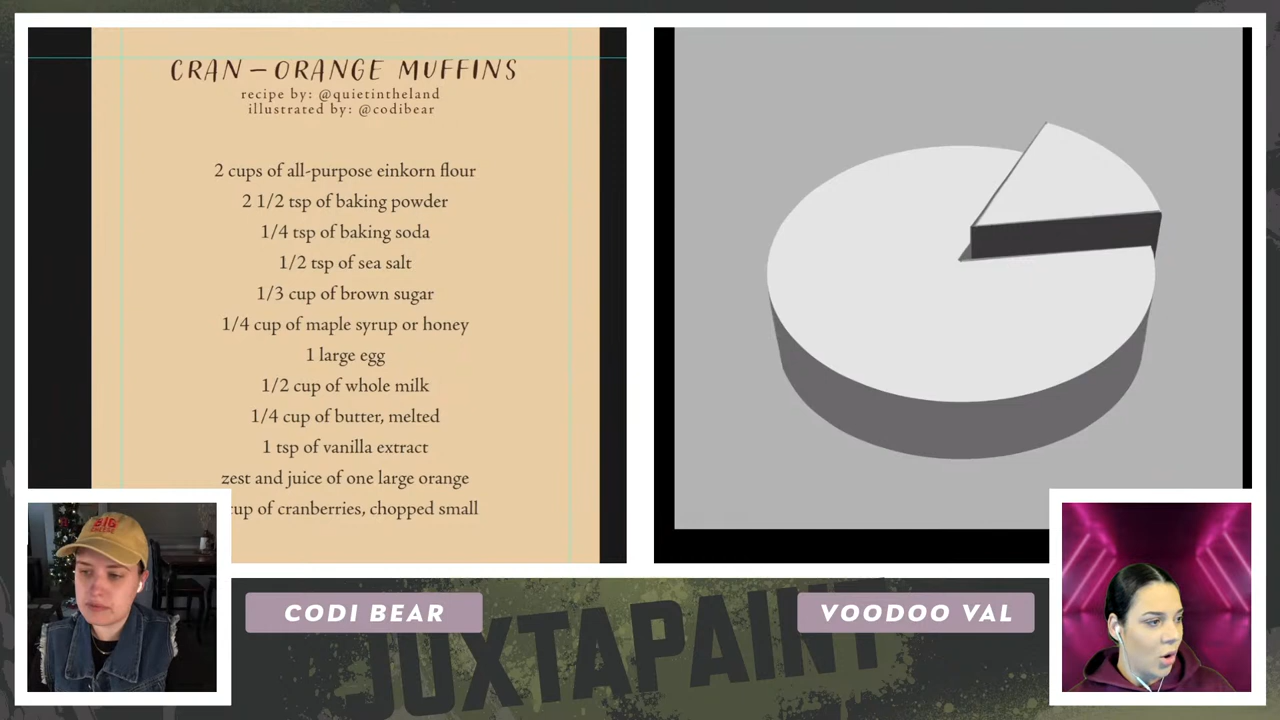 CRAN – ORANGE MUFFINS
recipe by: @quietintheland
illustrated by: @codibear
2 cups of all-purpose einkorn flour
2 1/2 tsp of baking powder
1/4 tsp of baking soda
1/2 tsp of sea salt
1/3 cup of brown sugar
1/4 cup of maple syrup or honey
1 large egg
1/2 cup of whole milk
1/4 cup of butter, melted
1 tsp of vanilla extract
zest and juice of one large orange
cup of cranberries, chopped small
BIG
CODI BEAR
VOODOO VAL
JUXTAPAINT